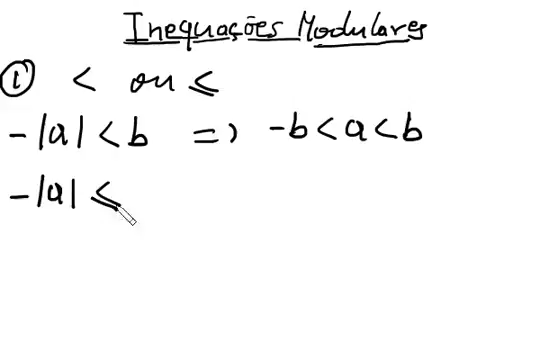 Inequações Modulares
① < ou ≤
- |a| < b => -b < a < b
- |a| ≤